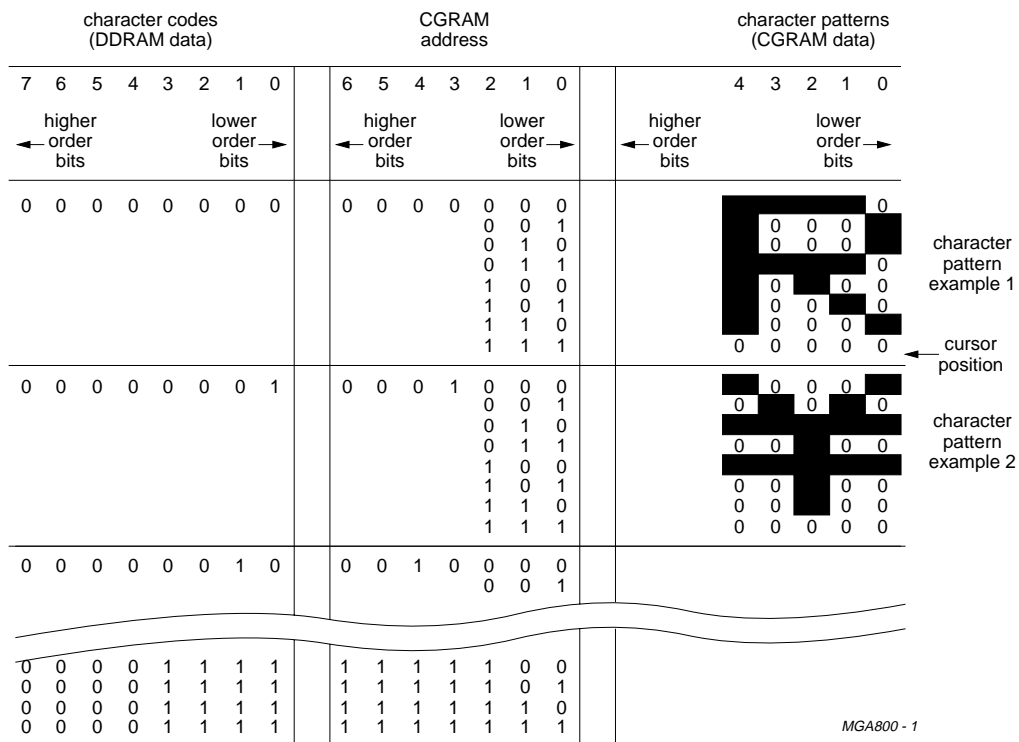 character codes
(DDRAM data)
CGRAM
address
character patterns
(CGRAM data)
7 6 5 4 3 2 1 0 6 5 4 3 2 1 0 4 3 2 1 0
higher
order
bits
lower
order
bits
higher
order
bits
lower
order
bits
higher
order
bits
lower
order
bits
0 0 0 0 0 0 0 0 0 0 0 0 0 0 0 0
0 0 1 0 0 0
0 1 0 0 0 0
0 1 1 0
1 0 0 0 0 0
1 0 1 0 0 0
1 1 0 0 0 0
1 1 1 0 0 0 0 0
character
pattern
example 1
cursor
position
0 0 0 0 0 0 0 1 0 0 0 1 0 0 0 0 0 0
0 0 1 0 0 0
0 1 0
0 1 1 0 0 0 0
1 0 0
1 0 1 0 0 0 0
1 1 0 0 0 0 0
1 1 1 0 0 0 0 0
character
pattern
example 2
0 0 0 0 0 0 1 0 0 0 1 0 0 0 0
0 0 1
0 0 0 0 1 1 1 1 1 1 1 1 1 0 0
0 0 0 0 1 1 1 1 1 1 1 1 1 0 1
0 0 0 0 1 1 1 1 1 1 1 1 1 1 0
0 0 0 0 1 1 1 1 1 1 1 1 1 1 1
MGA800 - 1